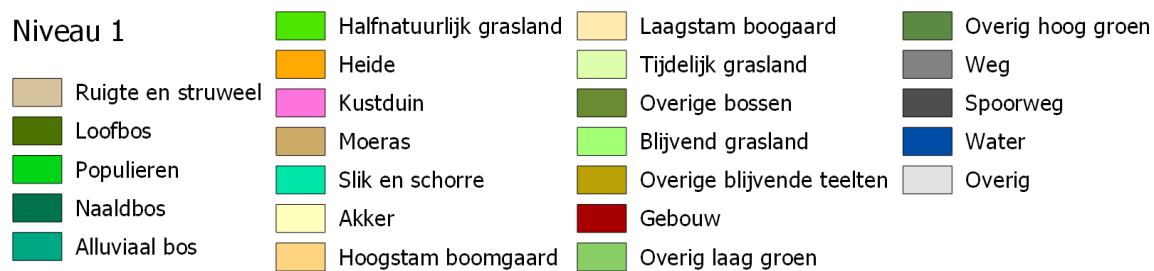 Niveau 1
Ruigte en struweel
Loofbos
Populieren
Naaldbos
Alluviaal bos
Halfnatuurlijk grasland
Heide
Kustduin
Moeras
Slik en schorre
Akker
Hoogstam boomgaard
Laagstam boogaard
Tijdelijk grasland
Overige bossen
Blijvend grasland
Overige blijvende teelten
Gebouw
Overig laag groen
Overig hoog groen
Weg
Spoorweg
Water
Overig